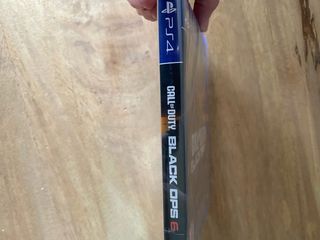 PS4
CALL OF DUTY
BLACK OPS 6